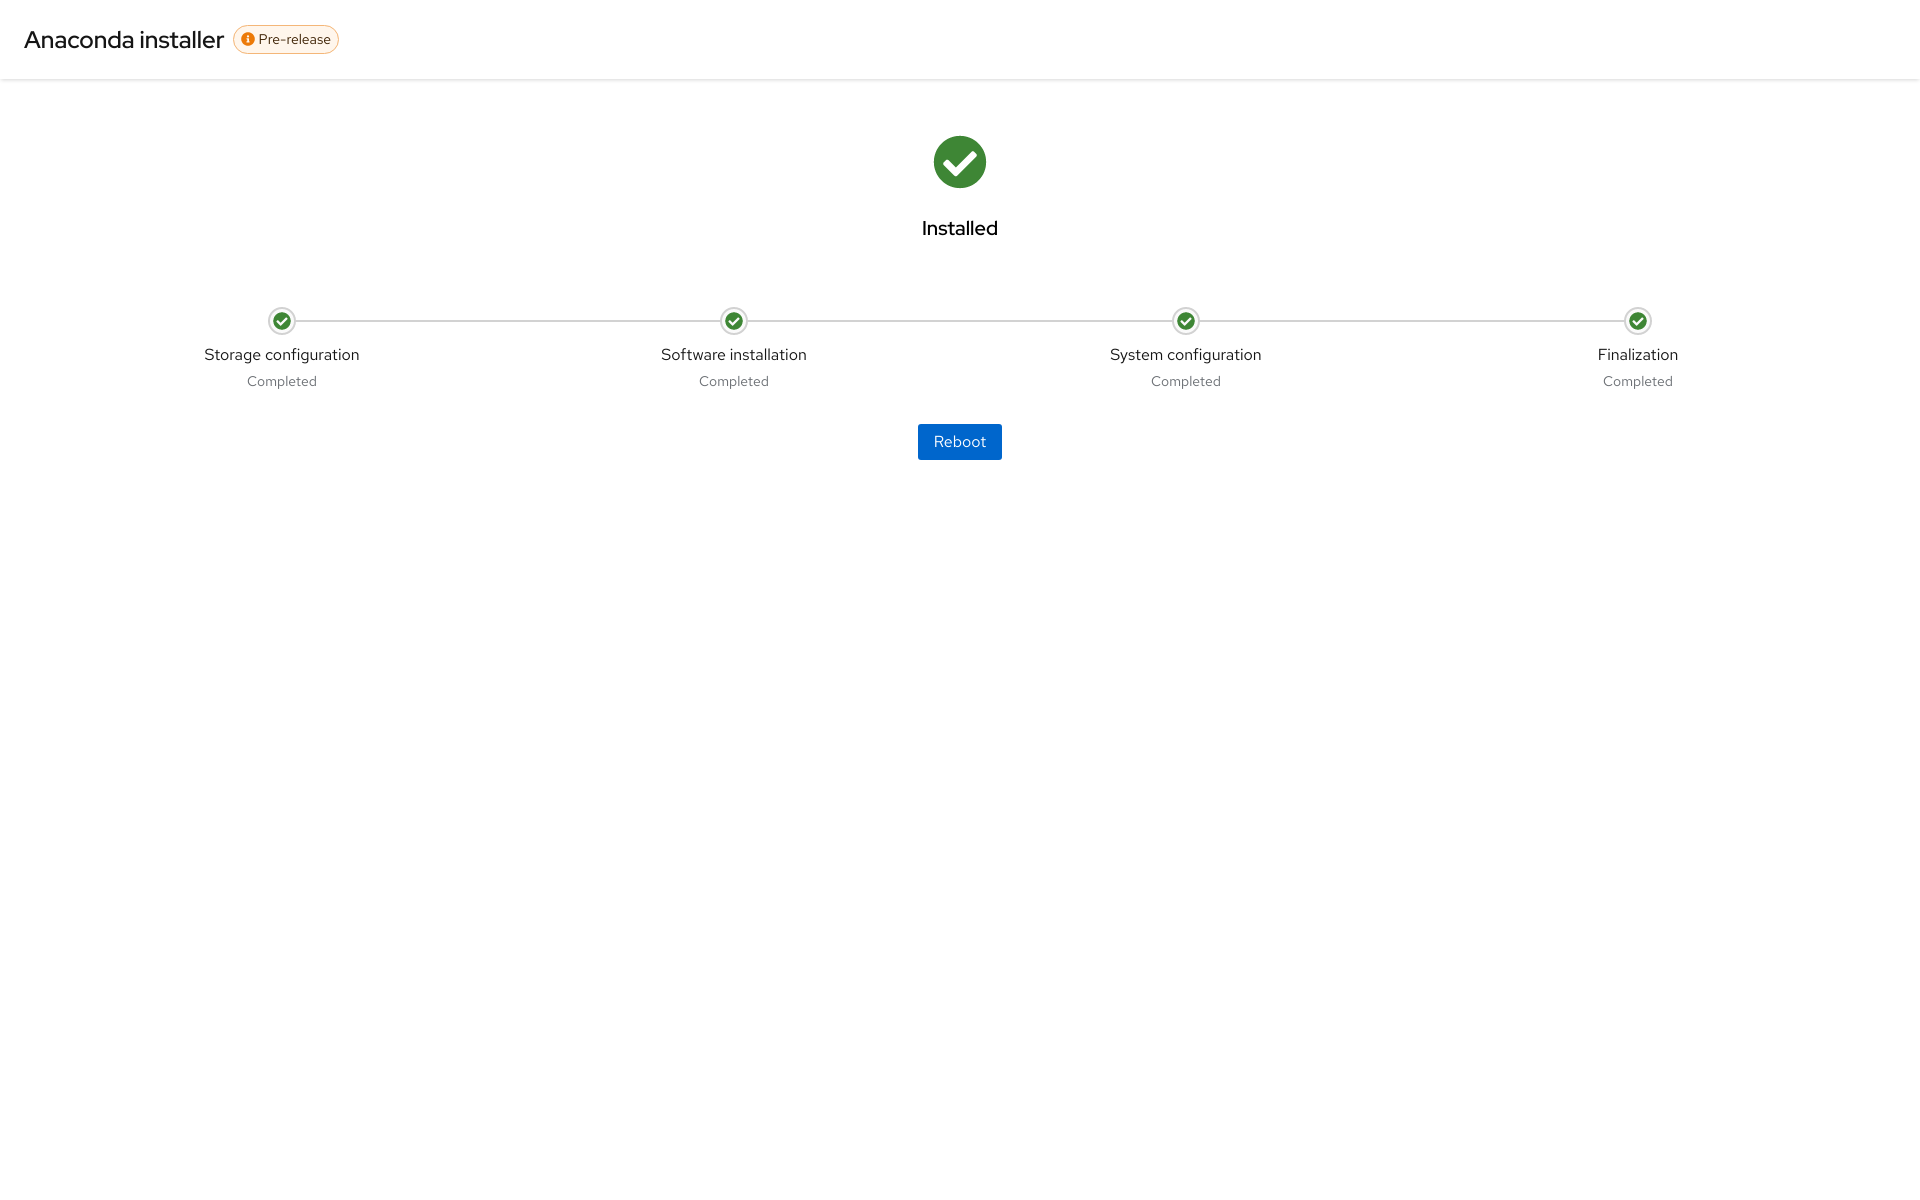 Anaconda installer
Pre-release
Installed
Storage configuration
Completed
Software installation
Completed
System configuration
Completed
Finalization
Completed
Reboot